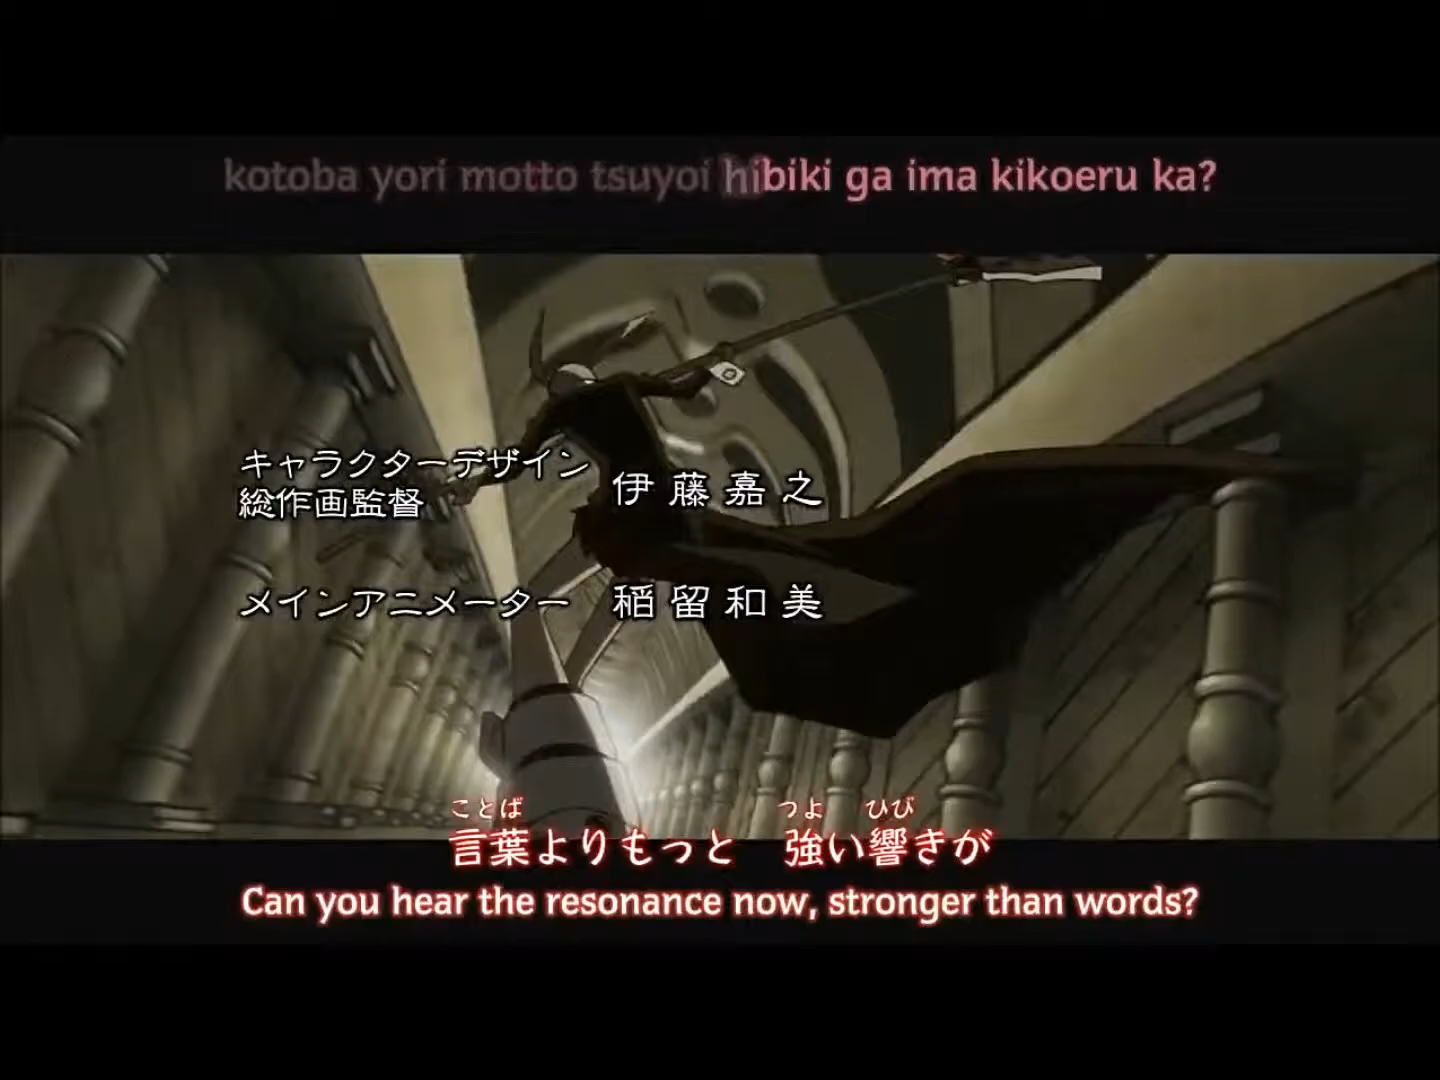 kotoba yori motto tsuyoi hibiki ga ima kikoeru ka?
キャラクターデザイン
総作画監督
伊藤嘉之
メインアニメーター 稲留和美
ことば つよ ひび
言葉よりもっと 強い響きが
Can you hear the resonance now, stronger than words?